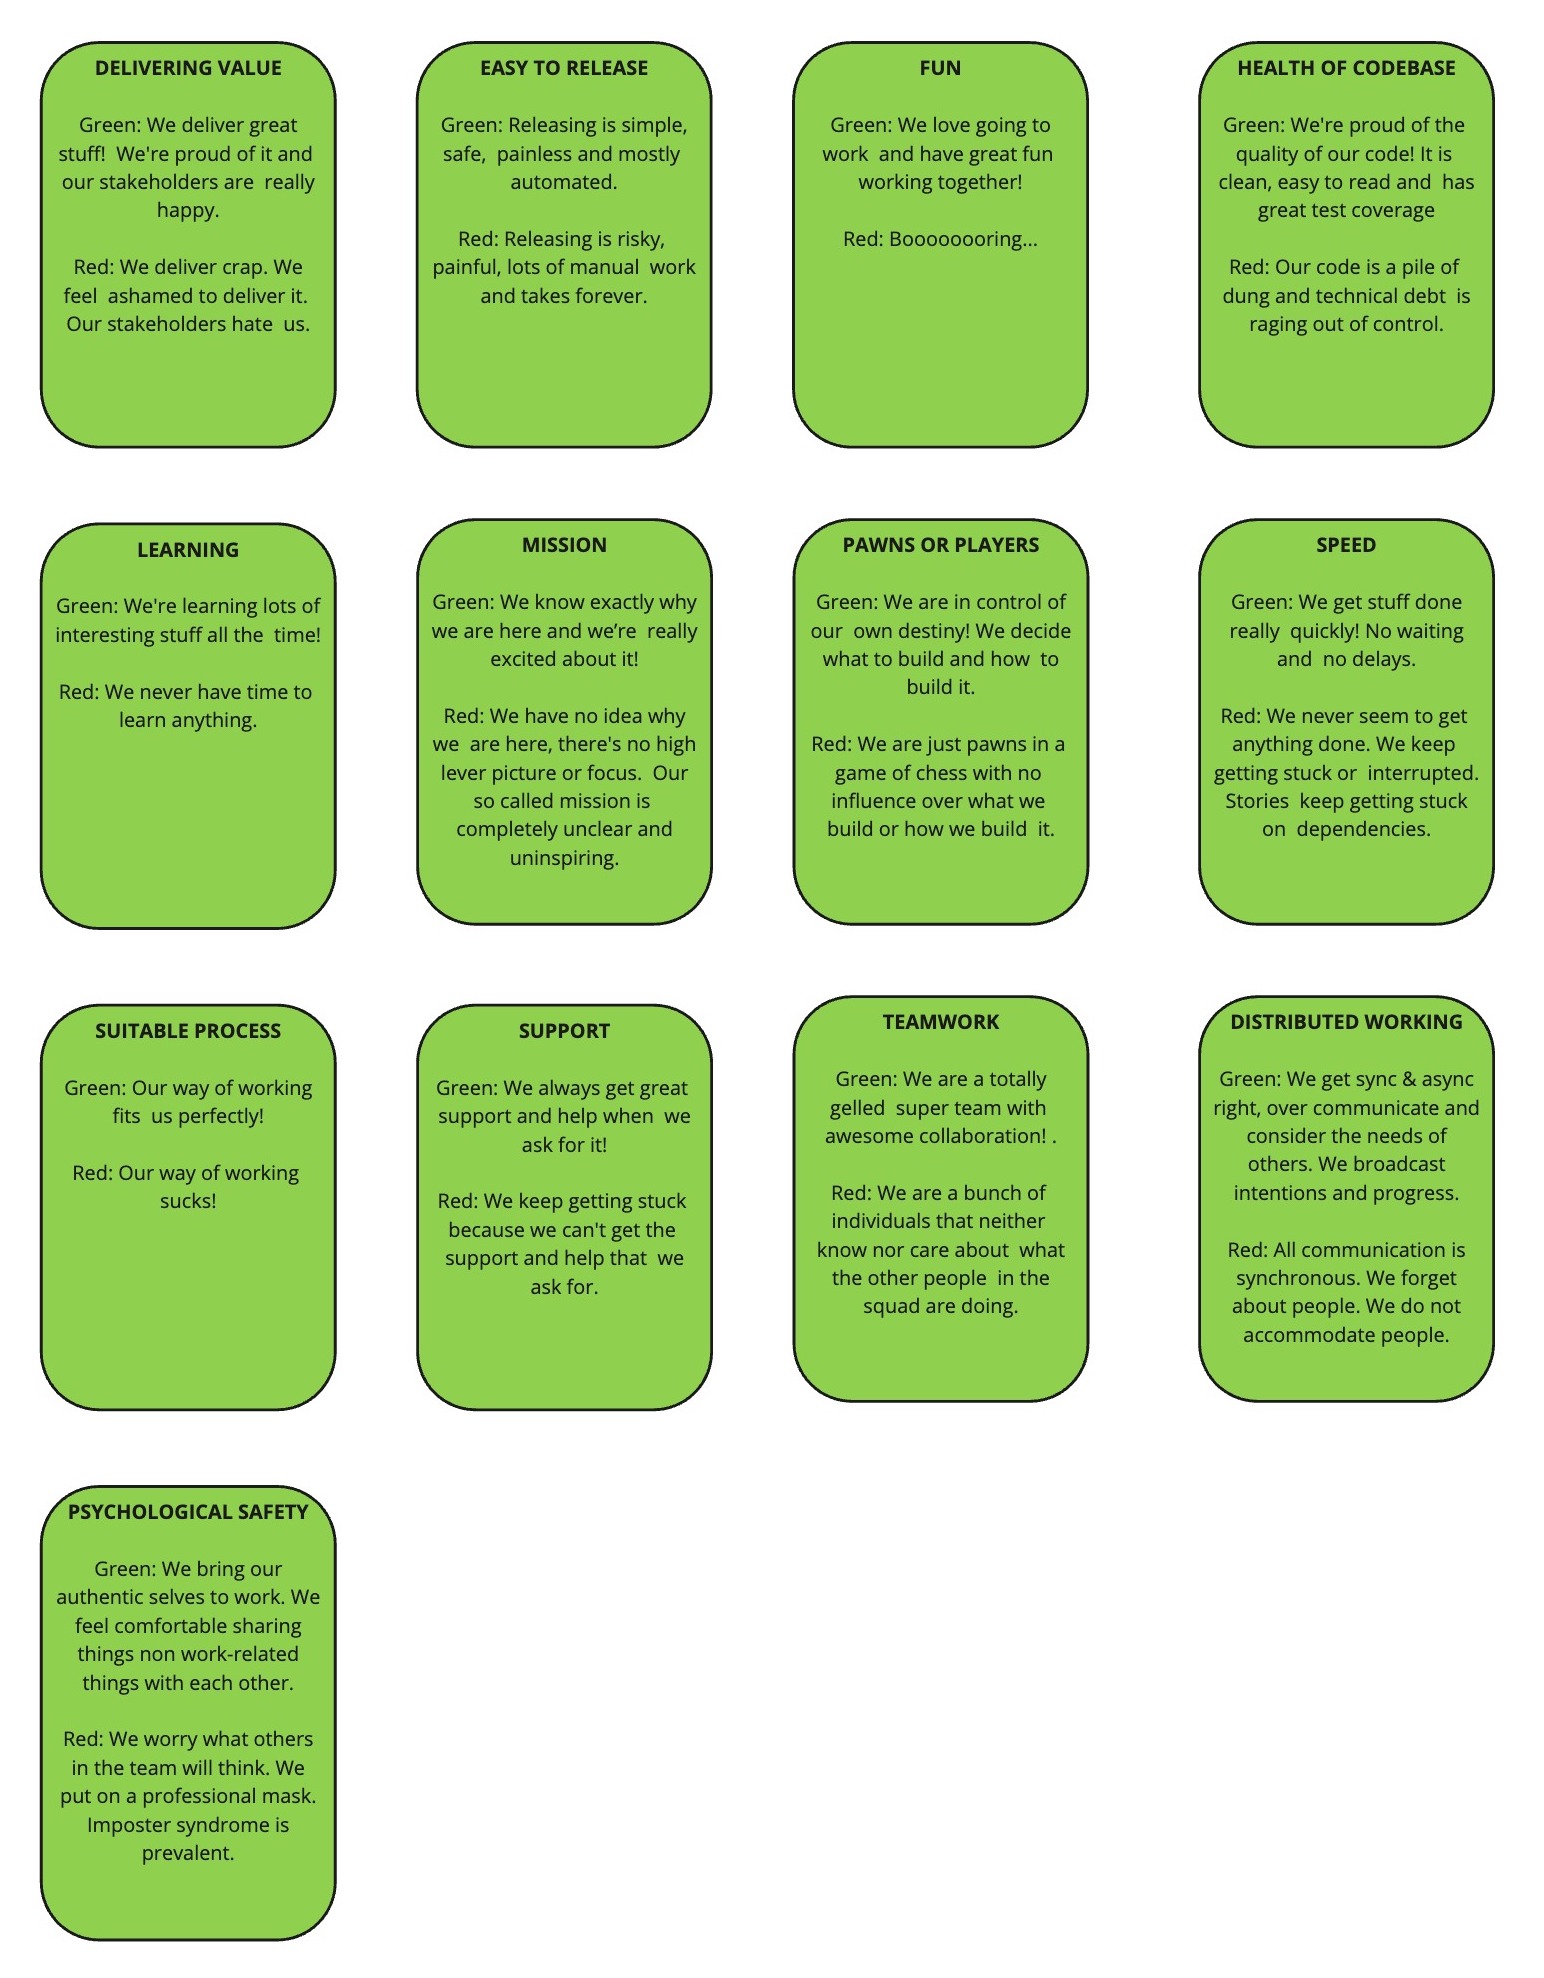 DELIVERING VALUE
Green: We deliver great
stuff!  We're proud of it and
our stakeholders are  really
happy.
Red: We deliver crap. We
feel  ashamed to deliver it.
Our stakeholders hate  us.
EASY TO RELEASE
Green: Releasing is simple,
safe,  painless and mostly
automated.
Red: Releasing is risky,
painful, lots of manual  work
and takes forever.
FUN
Green: We love going to
work  and have great fun
working together!
Red: Boooooooring...
HEALTH OF CODEBASE
Green: We're proud of the
quality of our code! It is
clean, easy to read and  has
great test coverage
Red: Our code is a pile of
dung and technical debt  is
raging out of control.
LEARNING
Green: We're learning lots of
interesting stuff all the  time!
Red: We never have time to
learn anything.
MISSION
Green: We know exactly why
we are here and we’re  really
excited about it!
Red: We have no idea why
we  are here, there's no high
lever picture or focus.  Our
so called mission is
completely unclear and
uninspiring.
PAWNS OR PLAYERS
Green: We are in control of
our  own destiny! We decide
what to build and how  to
build it.
Red: We are just pawns in a
game of chess with no
influence over what we
build or how we build  it.
SPEED
Green: We get stuff done
really  quickly! No waiting
and  no delays.
Red: We never seem to get
anything done. We keep
getting stuck or  interrupted.
Stories  keep getting stuck
on  dependencies.
SUITABLE PROCESS
Green: Our way of working
fits  us perfectly!
Red: Our way of working
sucks!
SUPPORT
Green: We always get great
support and help when  we
ask for it!
Red: We keep getting stuck
because we can't get the
support and help that  we
ask for.
TEAMWORK
Green: We are a totally
gelled  super team with
awesome collaboration! .
Red: We are a bunch of
individuals that neither
know nor care about  what
the other people  in the
squad are doing.
DISTRIBUTED WORKING
Green: We get sync & async
right, over communicate and
consider the needs of
others. We broadcast
intentions and progress.
Red: All communication is
synchronous. We forget
about people. We do not
accommodate people.
PSYCHOLOGICAL SAFETY
Green: We bring our
authentic selves to work. We
feel comfortable sharing
things non work-related
things with each other.
Red: We worry what others
in the team will think. We
put on a professional mask.
Imposter syndrome is
prevalent.